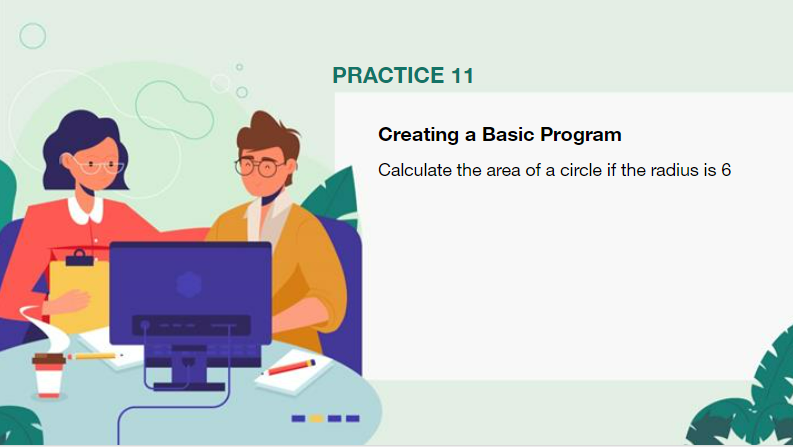 PRACTICE 11
Creating a Basic Program
Calculate the area of a circle if the radius is 6